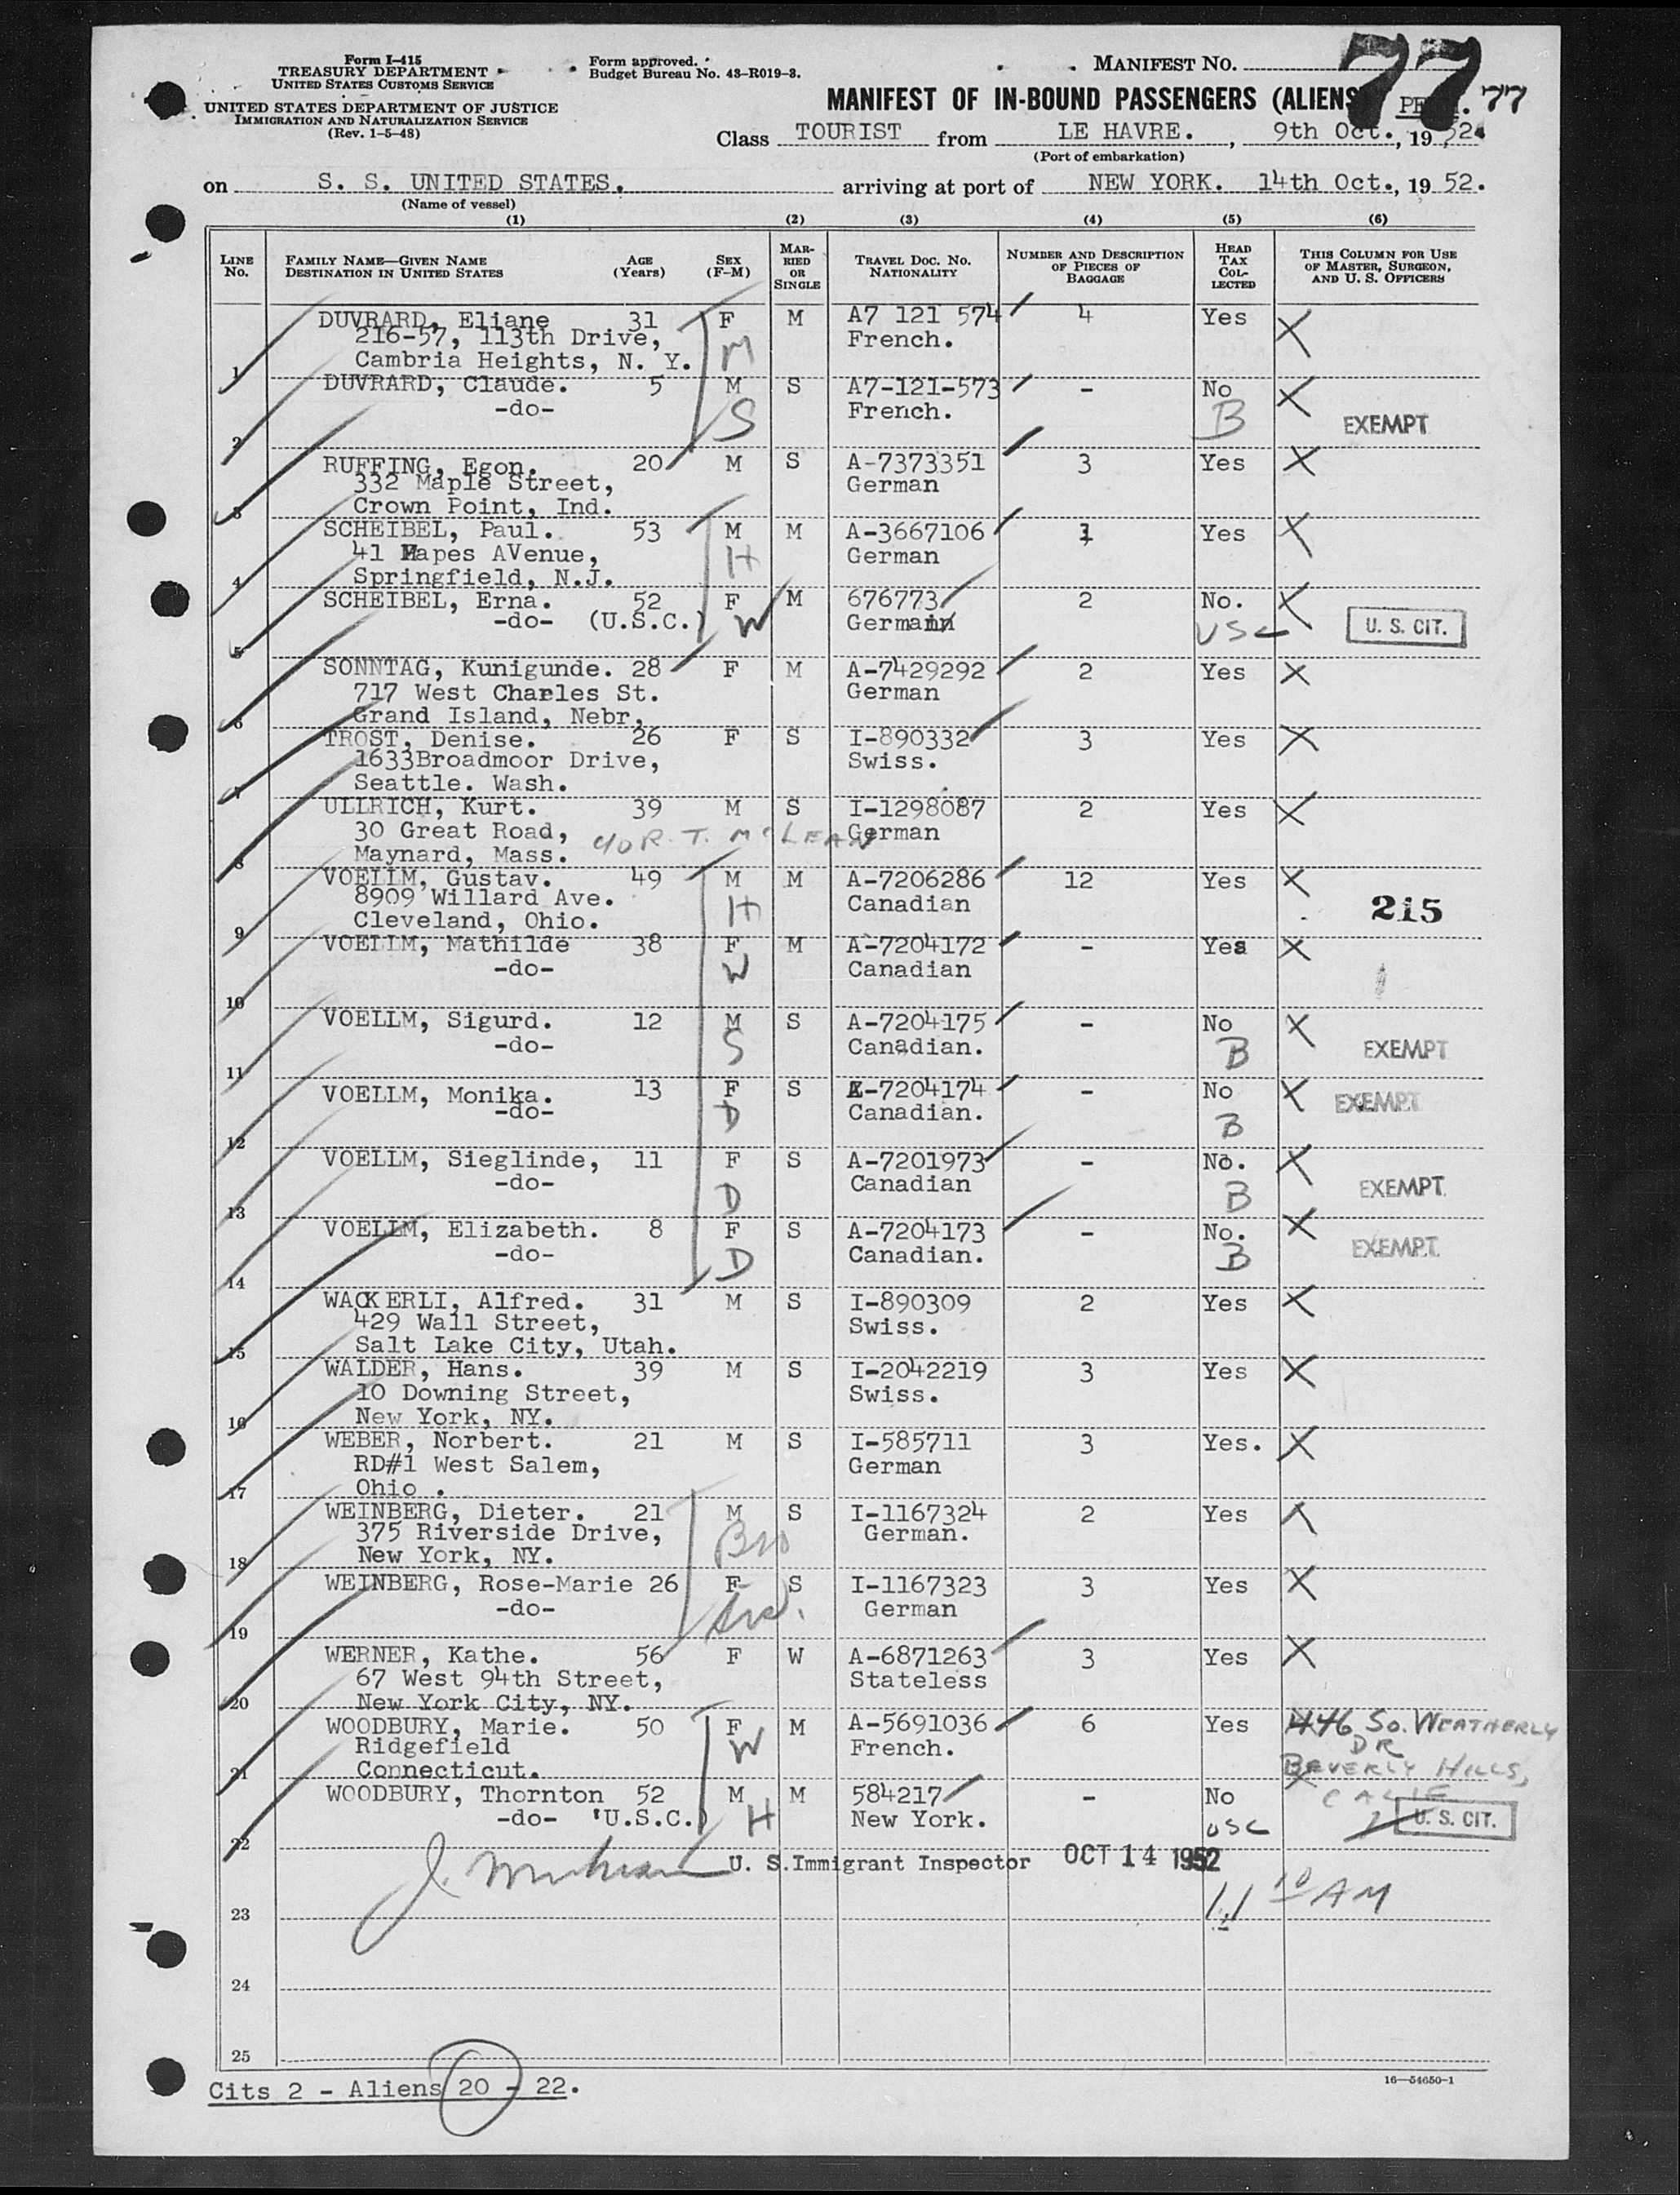 Form I-415
TREASURY DEPARTMENT
UNITED STATES CUSTOMS SERVICE
UNITED STATES DEPARTMENT OF JUSTICE
IMMIGRATION AND NATURALIZATION SERVICE
(Rev. 1-5-48)
Form approved.
Budget Bureau No. 43-R019-3.
MANIFEST NO. 77
MANIFEST OF IN-BOUND PASSENGERS (ALIENS 77
Class TOURIST from LE HAVRE., 9th Oct., 19 52.
(Port of embarkation)
on S. S. UNITED STATES. arriving at port of NEW YORK. 14th Oct., 19 52.
(Name of vessel)
(1) (2) (3) (4) (5) (6)
LINE No. FAMILY NAME—GIVEN NAME DESTINATION IN UNITED STATES AGE (Years) SEX (F-M) MARRIED OR SINGLE TRAVEL DOC. NO. NATIONALITY NUMBER AND DESCRIPTION OF PIECES OF BAGGAGE HEAD TAX COLLECTED THIS COLUMN FOR USE OF MASTER, SURGEON, AND U. S. OFFICERS
DUVRARD, Eliane 31 F M A7 121 574 4 Yes X
216-57, 113th Drive, M French.
1 Cambria Heights, N. Y.
DUVRARD, Claude. 5 M S A7-121-573 - No X
-do- S French. B EXEMPT
2
RUFFING, Egon. 20 M S A-7373351 3 Yes X
332 Maple Street, German
3 Crown Point, Ind.
SCHEIBEL, Paul. 53 M M A-3667106 1 Yes X
41 Mapes AVenue, H German
4 Springfield, N.J.
SCHEIBEL, Erna. 52 F M 676773 2 No. X
-do- (U.S.C.) W German USC U. S. CIT.
5
SONNTAG, Kunigunde. 28 F M A-7429292 2 Yes X
717 West Charles St. German
6 Grand Island, Nebr,
TROST, Denise. 26 F S I-890332 3 Yes X
1633Broadmoor Drive, Swiss.
7 Seattle. Wash.
ULLRICH, Kurt. 39 M S I-1298087 2 Yes X
30 Great Road, c/o R. T. McLEAN German
8 Maynard, Mass.
VOELLM, Gustav. 49 M M A-7206286 12 Yes X
8909 Willard Ave. H Canadian 215
9 Cleveland, Ohio.
VOELLM, Mathilde 38 F M A-7204172 - Yes X
-do- W Canadian
10
VOELLM, Sigurd. 12 M S A-7204175 - No X
-do- S Canadian. B EXEMPT
11
VOELLM, Monika. 13 F S A-7204174 - No X EXEMPT
-do- D Canadian. B
12
VOELLM, Sieglinde, 11 F S A-7201973 - No. X
-do- D Canadian B EXEMPT
13
VOELLM, Elizabeth. 8 F S A-7204173 - No. X
-do- D Canadian. B EXEMPT
14
WACKERLI, Alfred. 31 M S I-890309 2 Yes X
429 Wall Street, Swiss.
15 Salt Lake City, Utah.
WALDER, Hans. 39 M S I-2042219 3 Yes X
10 Downing Street, Swiss.
16 New York, NY.
WEBER, Norbert. 21 M S I-585711 3 Yes. X
RD#1 West Salem, German
17 Ohio .
WEINBERG, Dieter. 21 M S I-1167324 2 Yes X
375 Riverside Drive, Bro German.
18 New York, NY.
WEINBERG, Rose-Marie 26 F S I-1167323 3 Yes X
-do- German
19
WERNER, Kathe. 56 F W A-6871263 3 Yes X
67 West 94th Street, Stateless
20 New York City, NY.
WOODBURY, Marie. 50 F M A-5691036 6 Yes 446 So. WEATHERLY
Ridgefield W French. DR
21 Connecticut. BEVERLY HILLS,
WOODBURY, Thornton 52 M M 584217 - No X CALIF
-do- 'U.S.C.) H New York. USC U. S. CIT.
22
U. S. Immigrant Inspector OCT 14 1952
11 10 AM
23
24
25
Cits 2 - Aliens 20 - 22.
16—54650-1